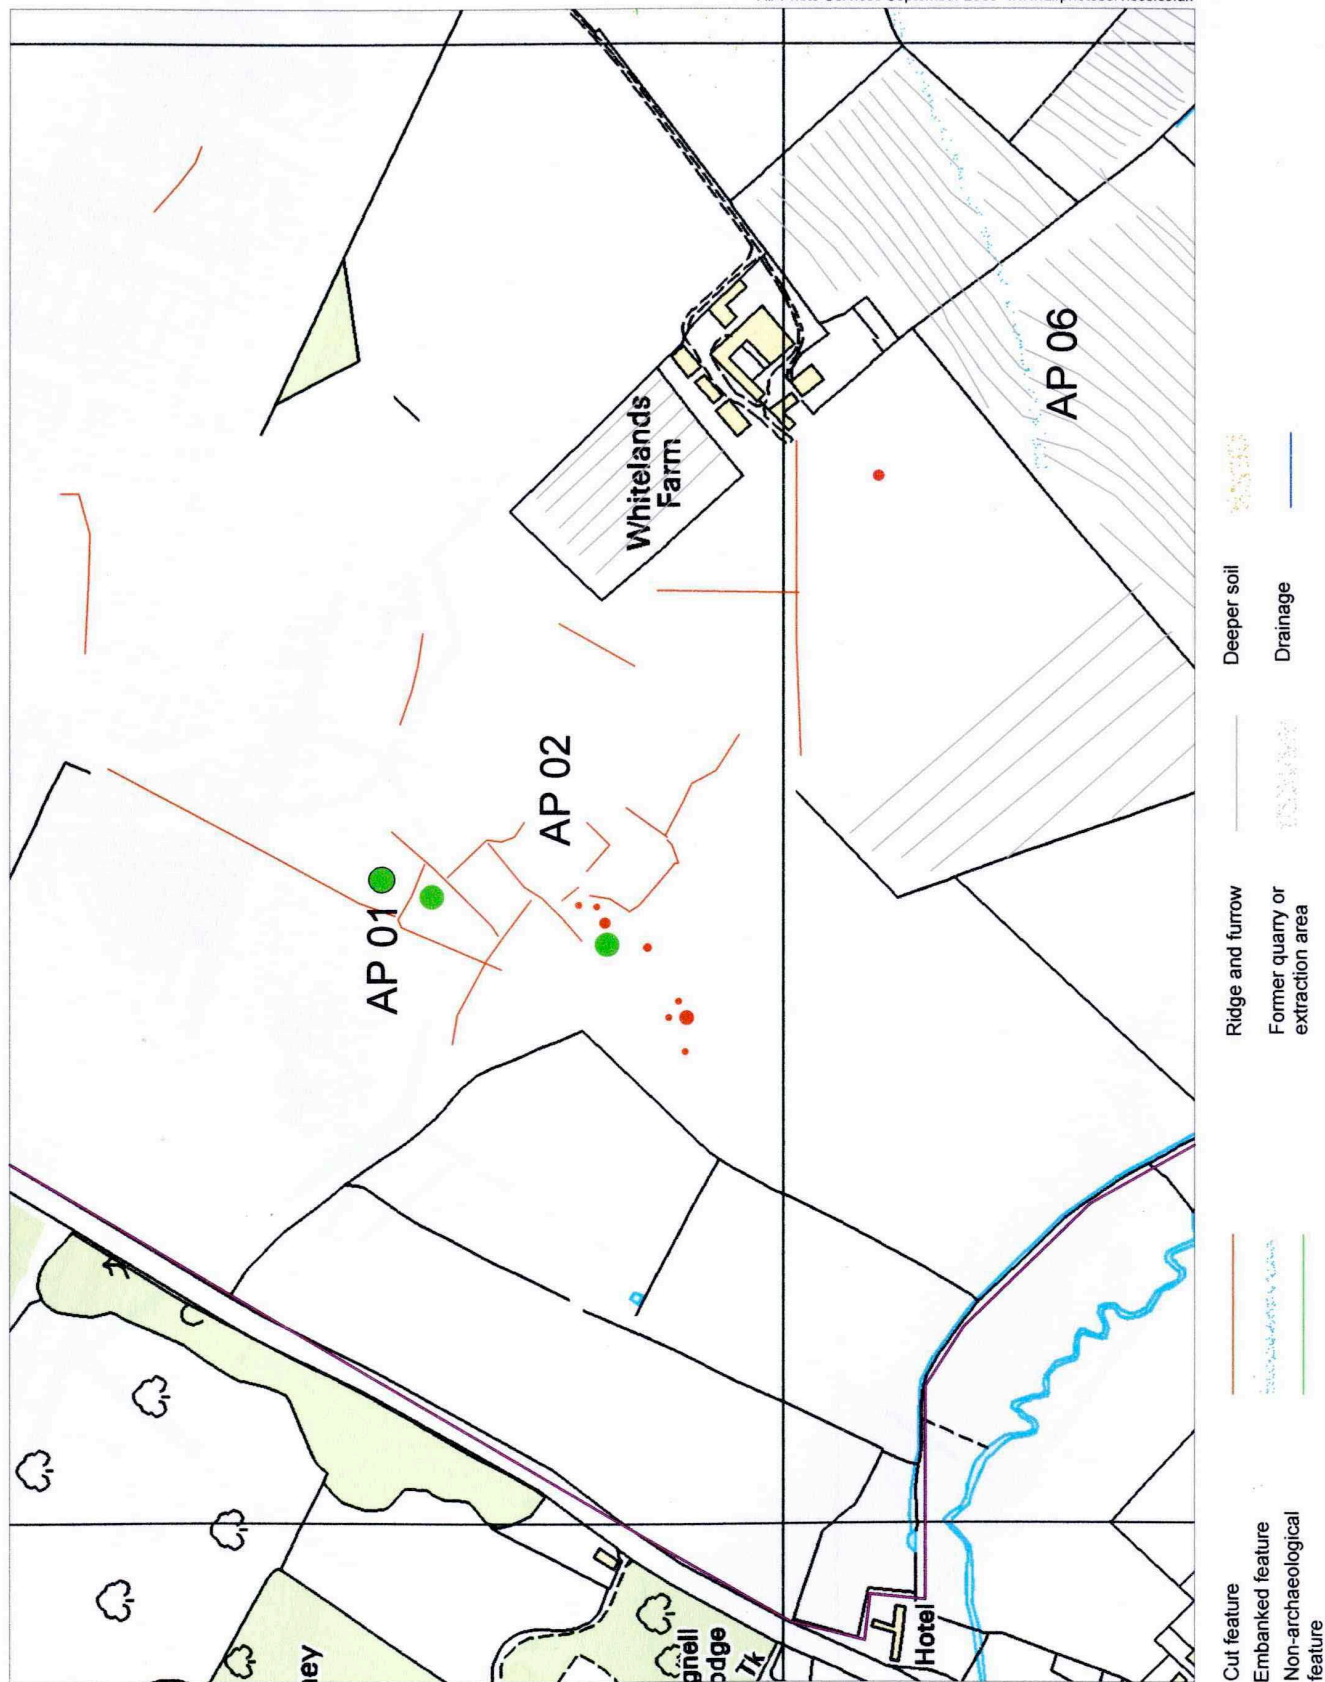 AP 01
AP 02
Whitelands
Farm
AP 06
Hotel
Tk
Cut feature
Embanked feature
Non-archaeological
feature
Ridge and furrow
Former quarry or
extraction area
Deeper soil
Drainage